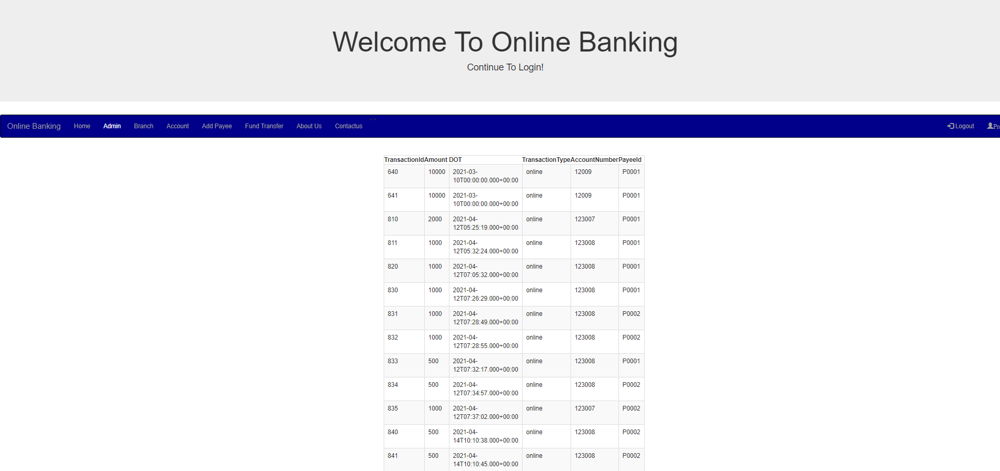 Welcome To Online Banking
Continue To Login!
Online Banking Home Admin Branch Account Add Payee Fund Transfer About Us Contactus --> Logout Pro
TransactionId Amount DOT TransactionType AccountNumber PayeeId
640 10000 2021-03- online 12009 P0001
10T00:00:00.000+00:00
641 10000 2021-03- online 12009 P0001
10T00:00:00.000+00:00
810 2000 2021-04- online 123007 P0001
12T05:25:19.000+00:00
811 1000 2021-04- online 123008 P0001
12T05:32:24.000+00:00
820 1000 2021-04- online 123008 P0001
12T07:05:32.000+00:00
830 1000 2021-04- online 123008 P0001
12T07:26:29.000+00:00
831 1000 2021-04- online 123008 P0002
12T07:28:49.000+00:00
832 1000 2021-04- online 123008 P0002
12T07:28:55.000+00:00
833 500 2021-04- online 123008 P0001
12T07:32:17.000+00:00
834 500 2021-04- online 123008 P0002
12T07:34:57.000+00:00
835 1000 2021-04- online 123007 P0002
12T07:37:02.000+00:00
840 500 2021-04- online 123008 P0002
14T10:10:38.000+00:00
841 500 2021-04- online 123008 P0002
14T10:10:45.000+00:00